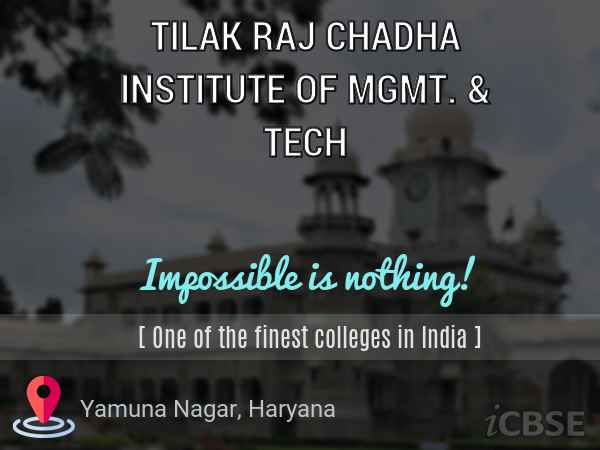 TILAK RAJ CHADHA
INSTITUTE OF MGMT. &
TECH
Impossible is nothing!
[ One of the finest colleges in India ]
Yamuna Nagar, Haryana
iCBSE